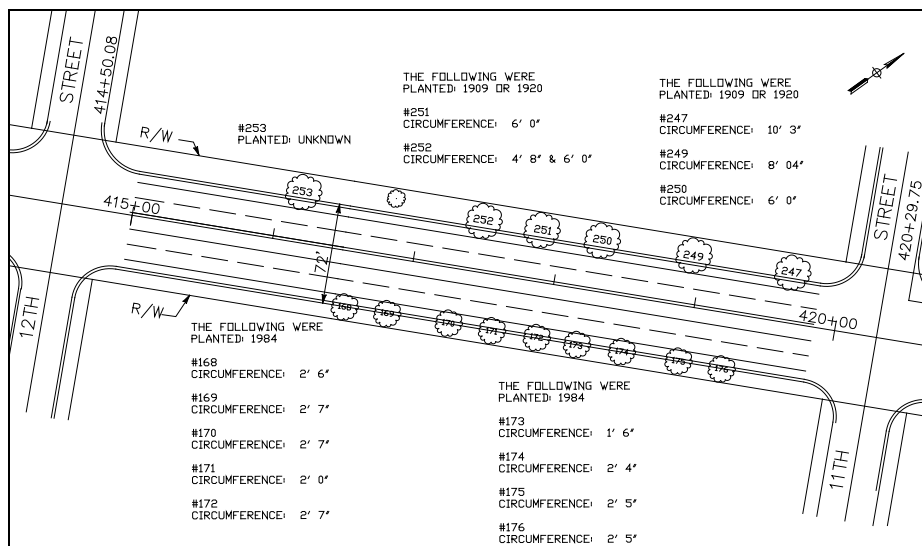 STREET
414+50.08
R/W
#253
PLANTED: UNKNOWN
THE FOLLOWING WERE
PLANTED: 1909 OR 1920
#251
CIRCUMFERENCE: 6' 0"
#252
CIRCUMFERENCE: 4' 8" & 6' 0"
THE FOLLOWING WERE
PLANTED: 1909 OR 1920
#247
CIRCUMFERENCE: 10' 3"
#249
CIRCUMFERENCE: 8' 04"
#250
CIRCUMFERENCE: 6' 0"
STREET
420+29.75
253
252
251
250
249
247
415+00
72'
420+00
168
169
170
171
172
173
174
175
176
12TH
R/W
11TH
THE FOLLOWING WERE
PLANTED: 1984
#168
CIRCUMFERENCE: 2' 6"
#169
CIRCUMFERENCE: 2' 7"
#170
CIRCUMFERENCE: 2' 7"
#171
CIRCUMFERENCE: 2' 0"
#172
CIRCUMFERENCE: 2' 7"
THE FOLLOWING WERE
PLANTED: 1984
#173
CIRCUMFERENCE: 1' 6"
#174
CIRCUMFERENCE: 2' 4"
#175
CIRCUMFERENCE: 2' 5"
#176
CIRCUMFERENCE: 2' 5"